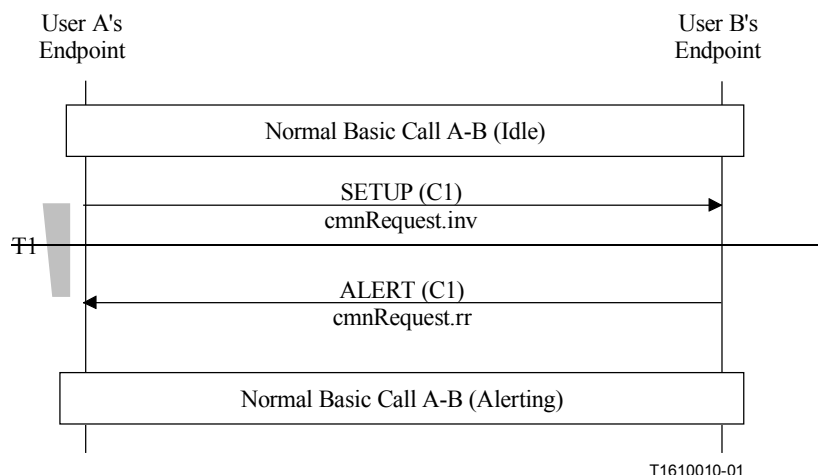 User A's
Endpoint
User B's
Endpoint
Normal Basic Call A-B (Idle)
SETUP (C1)
cmnRequest.inv
T1
ALERT (C1)
cmnRequest.rr
Normal Basic Call A-B (Alerting)
T1610010-01